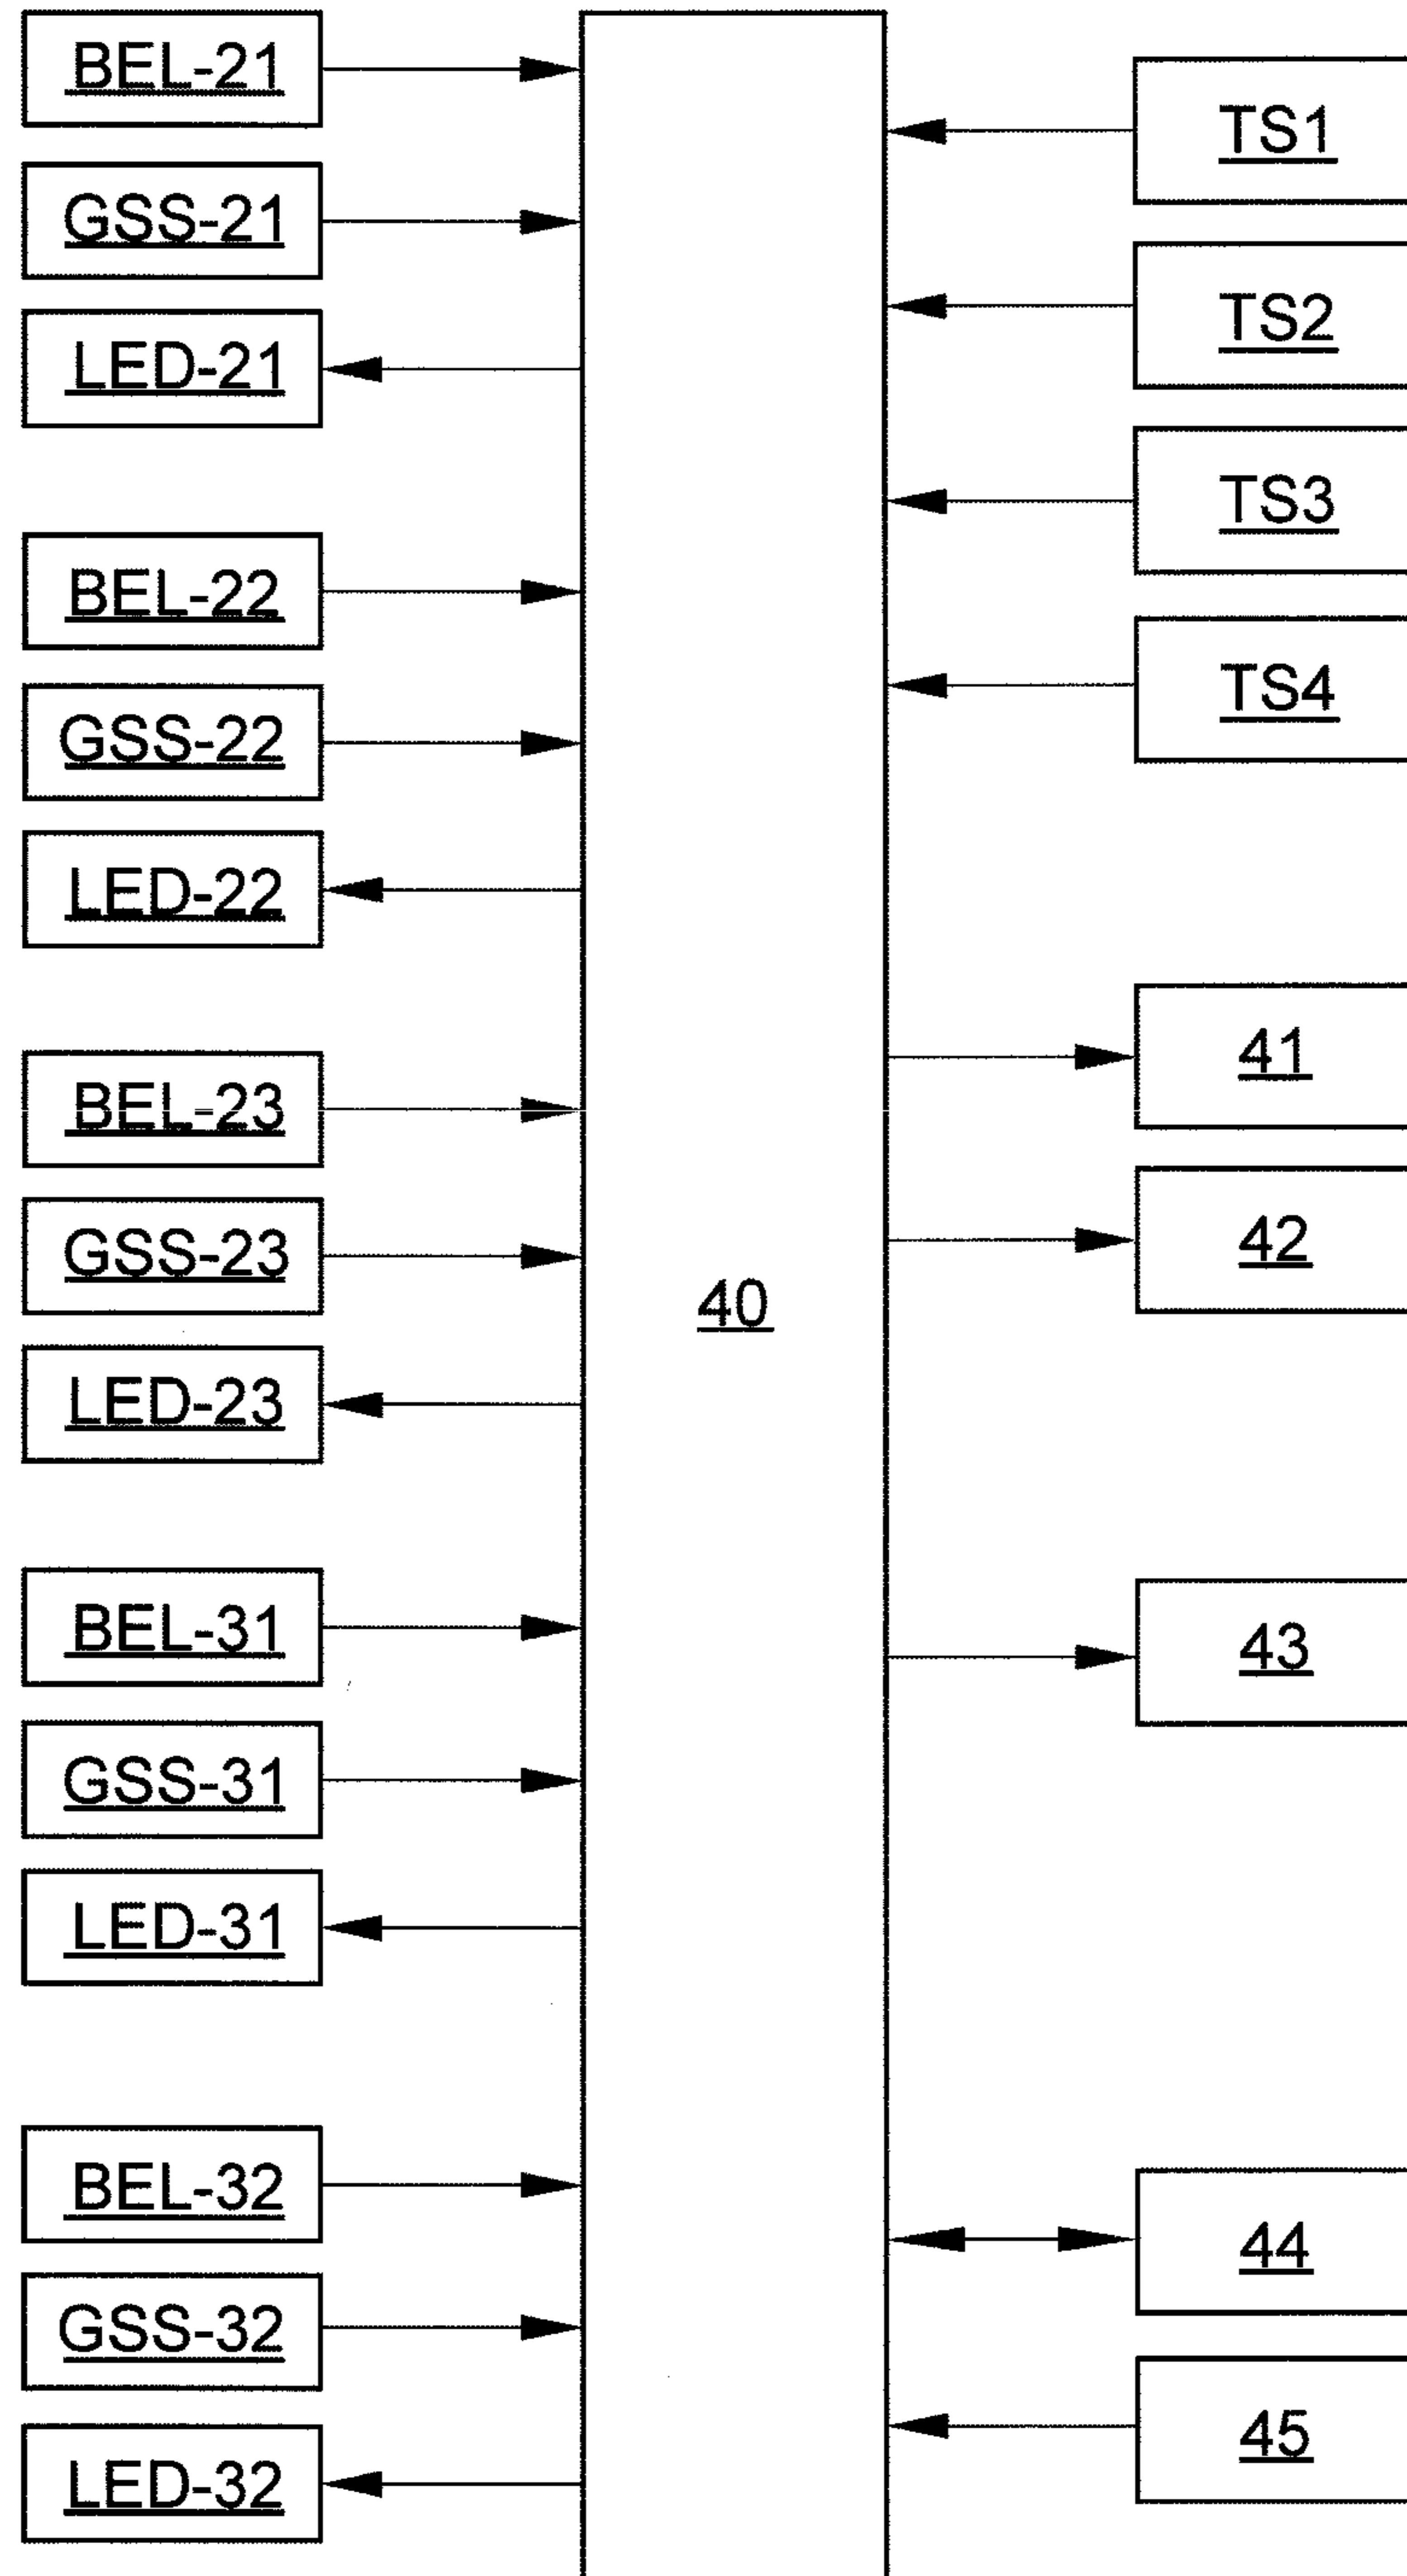 BEL-21
GSS-21
LED-21
BEL-22
GSS-22
LED-22
BEL-23
GSS-23
LED-23
BEL-31
GSS-31
LED-31
BEL-32
GSS-32
LED-32
40
TS1
TS2
TS3
TS4
41
42
43
44
45